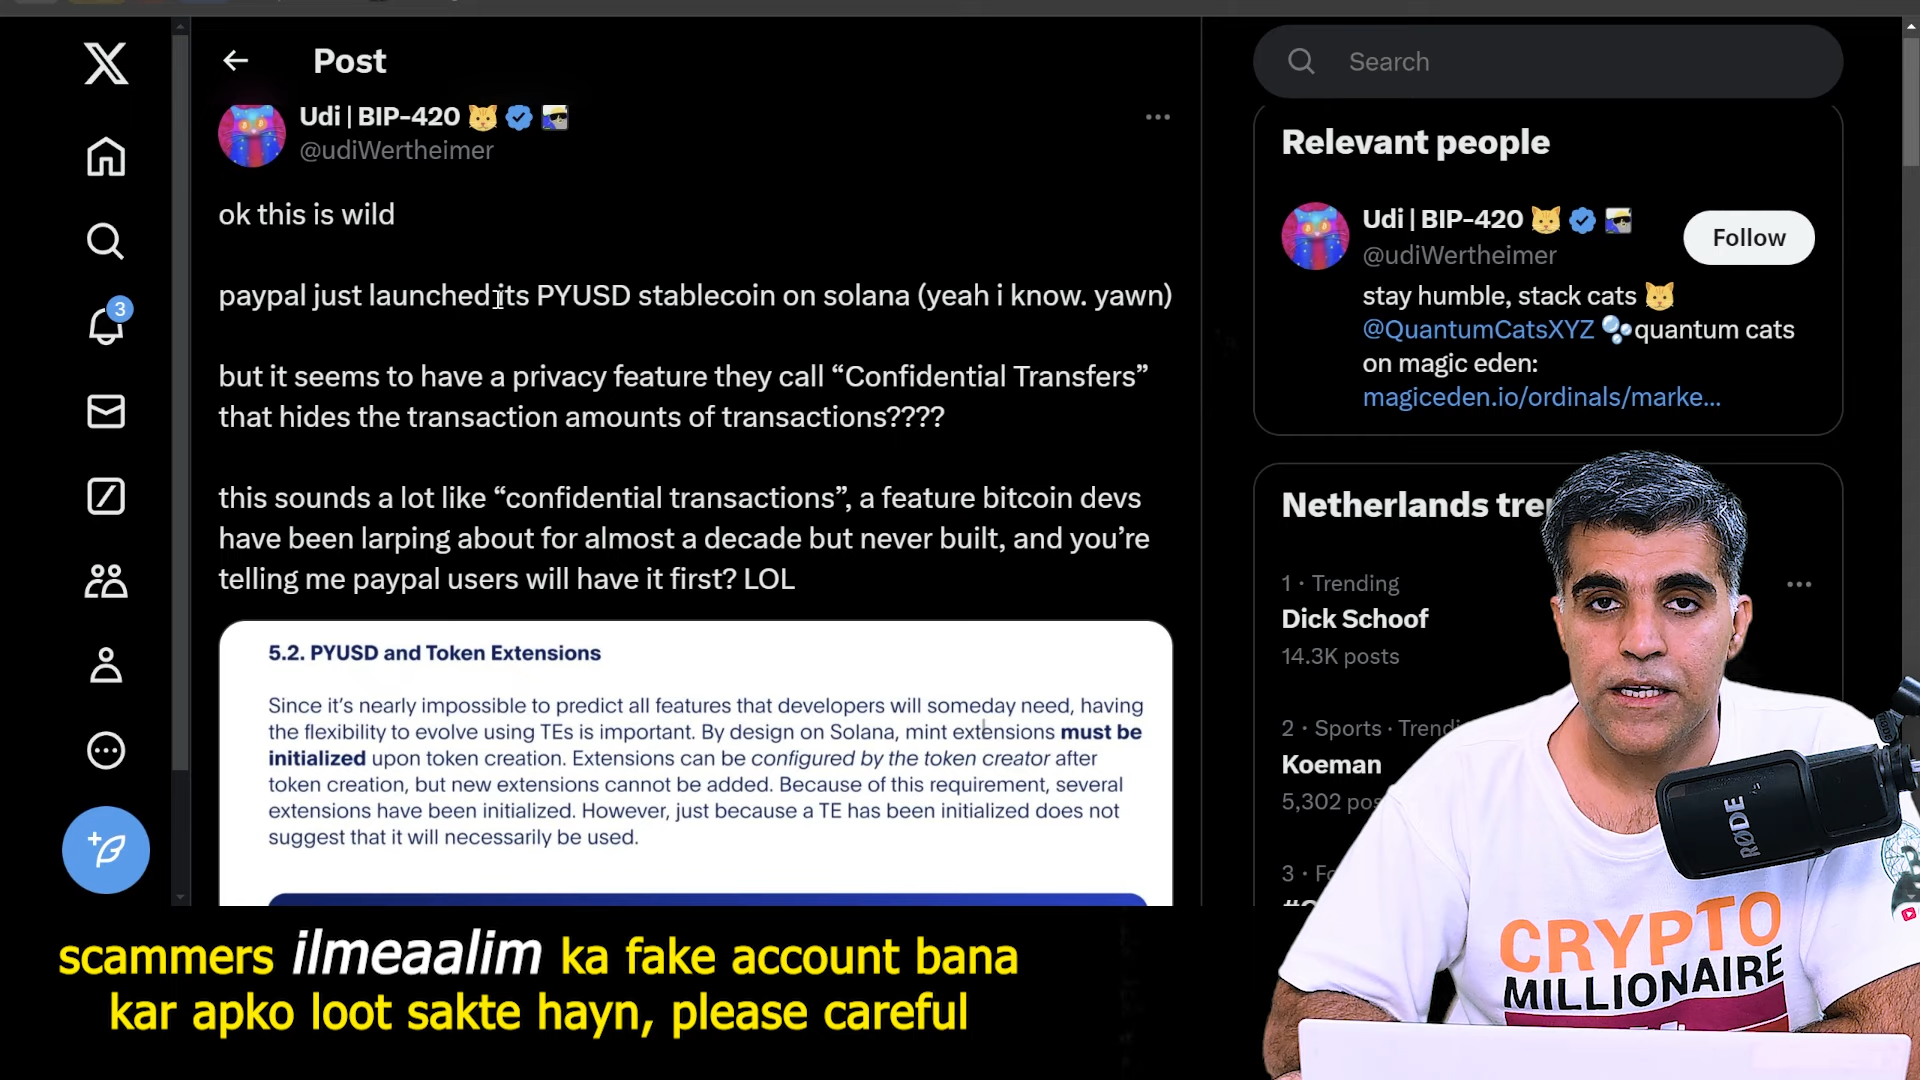 Post
Udi | BIP-420
@udiWertheimer
ok this is wild
paypal just launched its PYUSD stablecoin on solana (yeah i know. yawn)
but it seems to have a privacy feature they call “Confidential Transfers”
that hides the transaction amounts of transactions????
this sounds a lot like “confidential transactions”, a feature bitcoin devs
have been larping about for almost a decade but never built, and you’re
telling me paypal users will have it first? LOL
5.2. PYUSD and Token Extensions
Since it’s nearly impossible to predict all features that developers will someday need, having
the flexibility to evolve using TEs is important. By design on Solana, mint extensions must be
initialized upon token creation. Extensions can be configured by the token creator after
token creation, but new extensions cannot be added. Because of this requirement, several
extensions have been initialized. However, just because a TE has been initialized does not
suggest that it will necessarily be used.
3
Search
Relevant people
Udi | BIP-420
@udiWertheimer
Follow
stay humble, stack cats
@QuantumCatsXYZ quantum cats
on magic eden:
magiceden.io/ordinals/marke...
Netherlands tre
1 · Trending
Dick Schoof
14.3K posts
2 · Sports · Trend
Koeman
5,302 pos
3 · Fo
RØDE
CRYPTO
MILLIONAIRE
scammers ilmeaalim ka fake account bana
kar apko loot sakte hayn, please careful